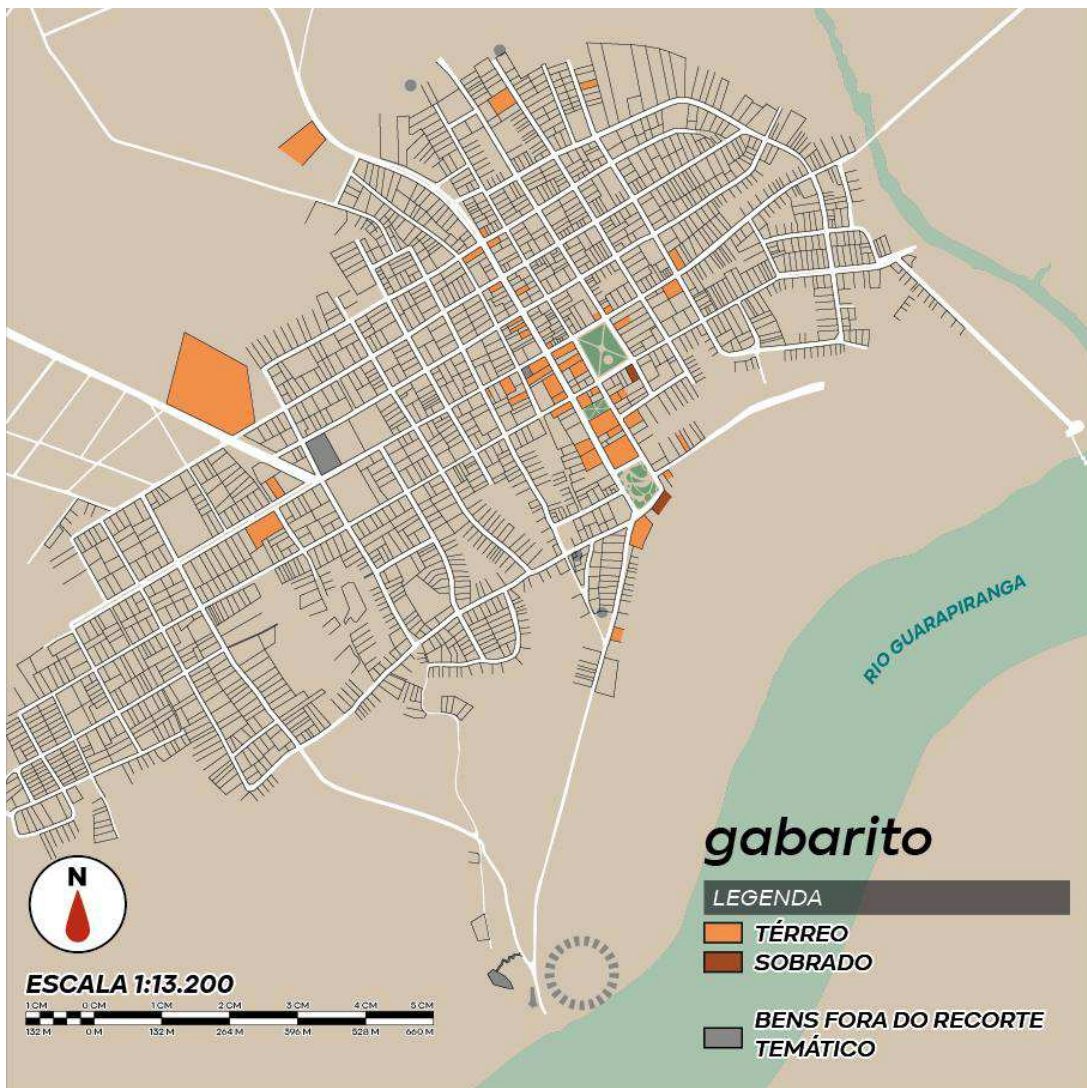 RIO GUARAPIRANGA
gabarito
LEGENDA
TÉRREO
SOBRADO
BENS FORA DO RECORTE
TEMÁTICO
N
ESCALA 1:13.200
1 CM 0 CM 1 CM 2 CM 3 CM 4 CM 5 CM
132 M 0 M 132 M 264 M 396 M 528 M 660 M